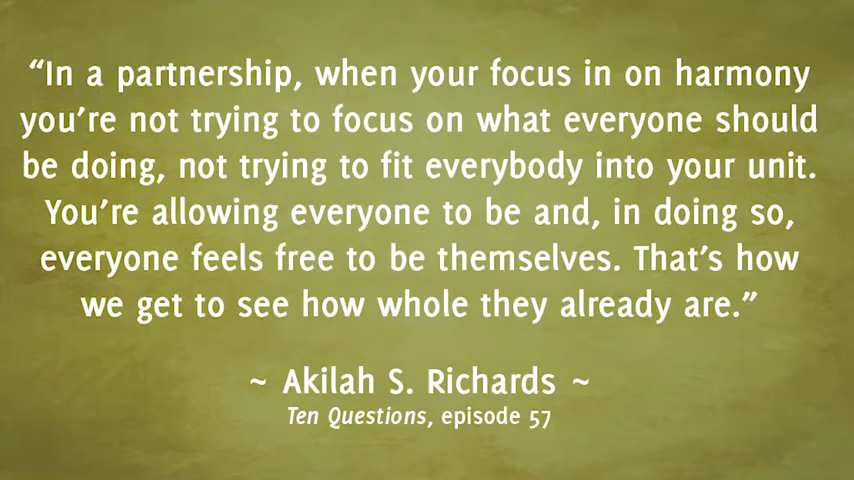 “In a partnership, when your focus in on harmony
you’re not trying to focus on what everyone should
be doing, not trying to fit everybody into your unit.
You’re allowing everyone to be and, in doing so,
everyone feels free to be themselves. That’s how
we get to see how whole they already are.”
~ Akilah S. Richards ~
Ten Questions, episode 57